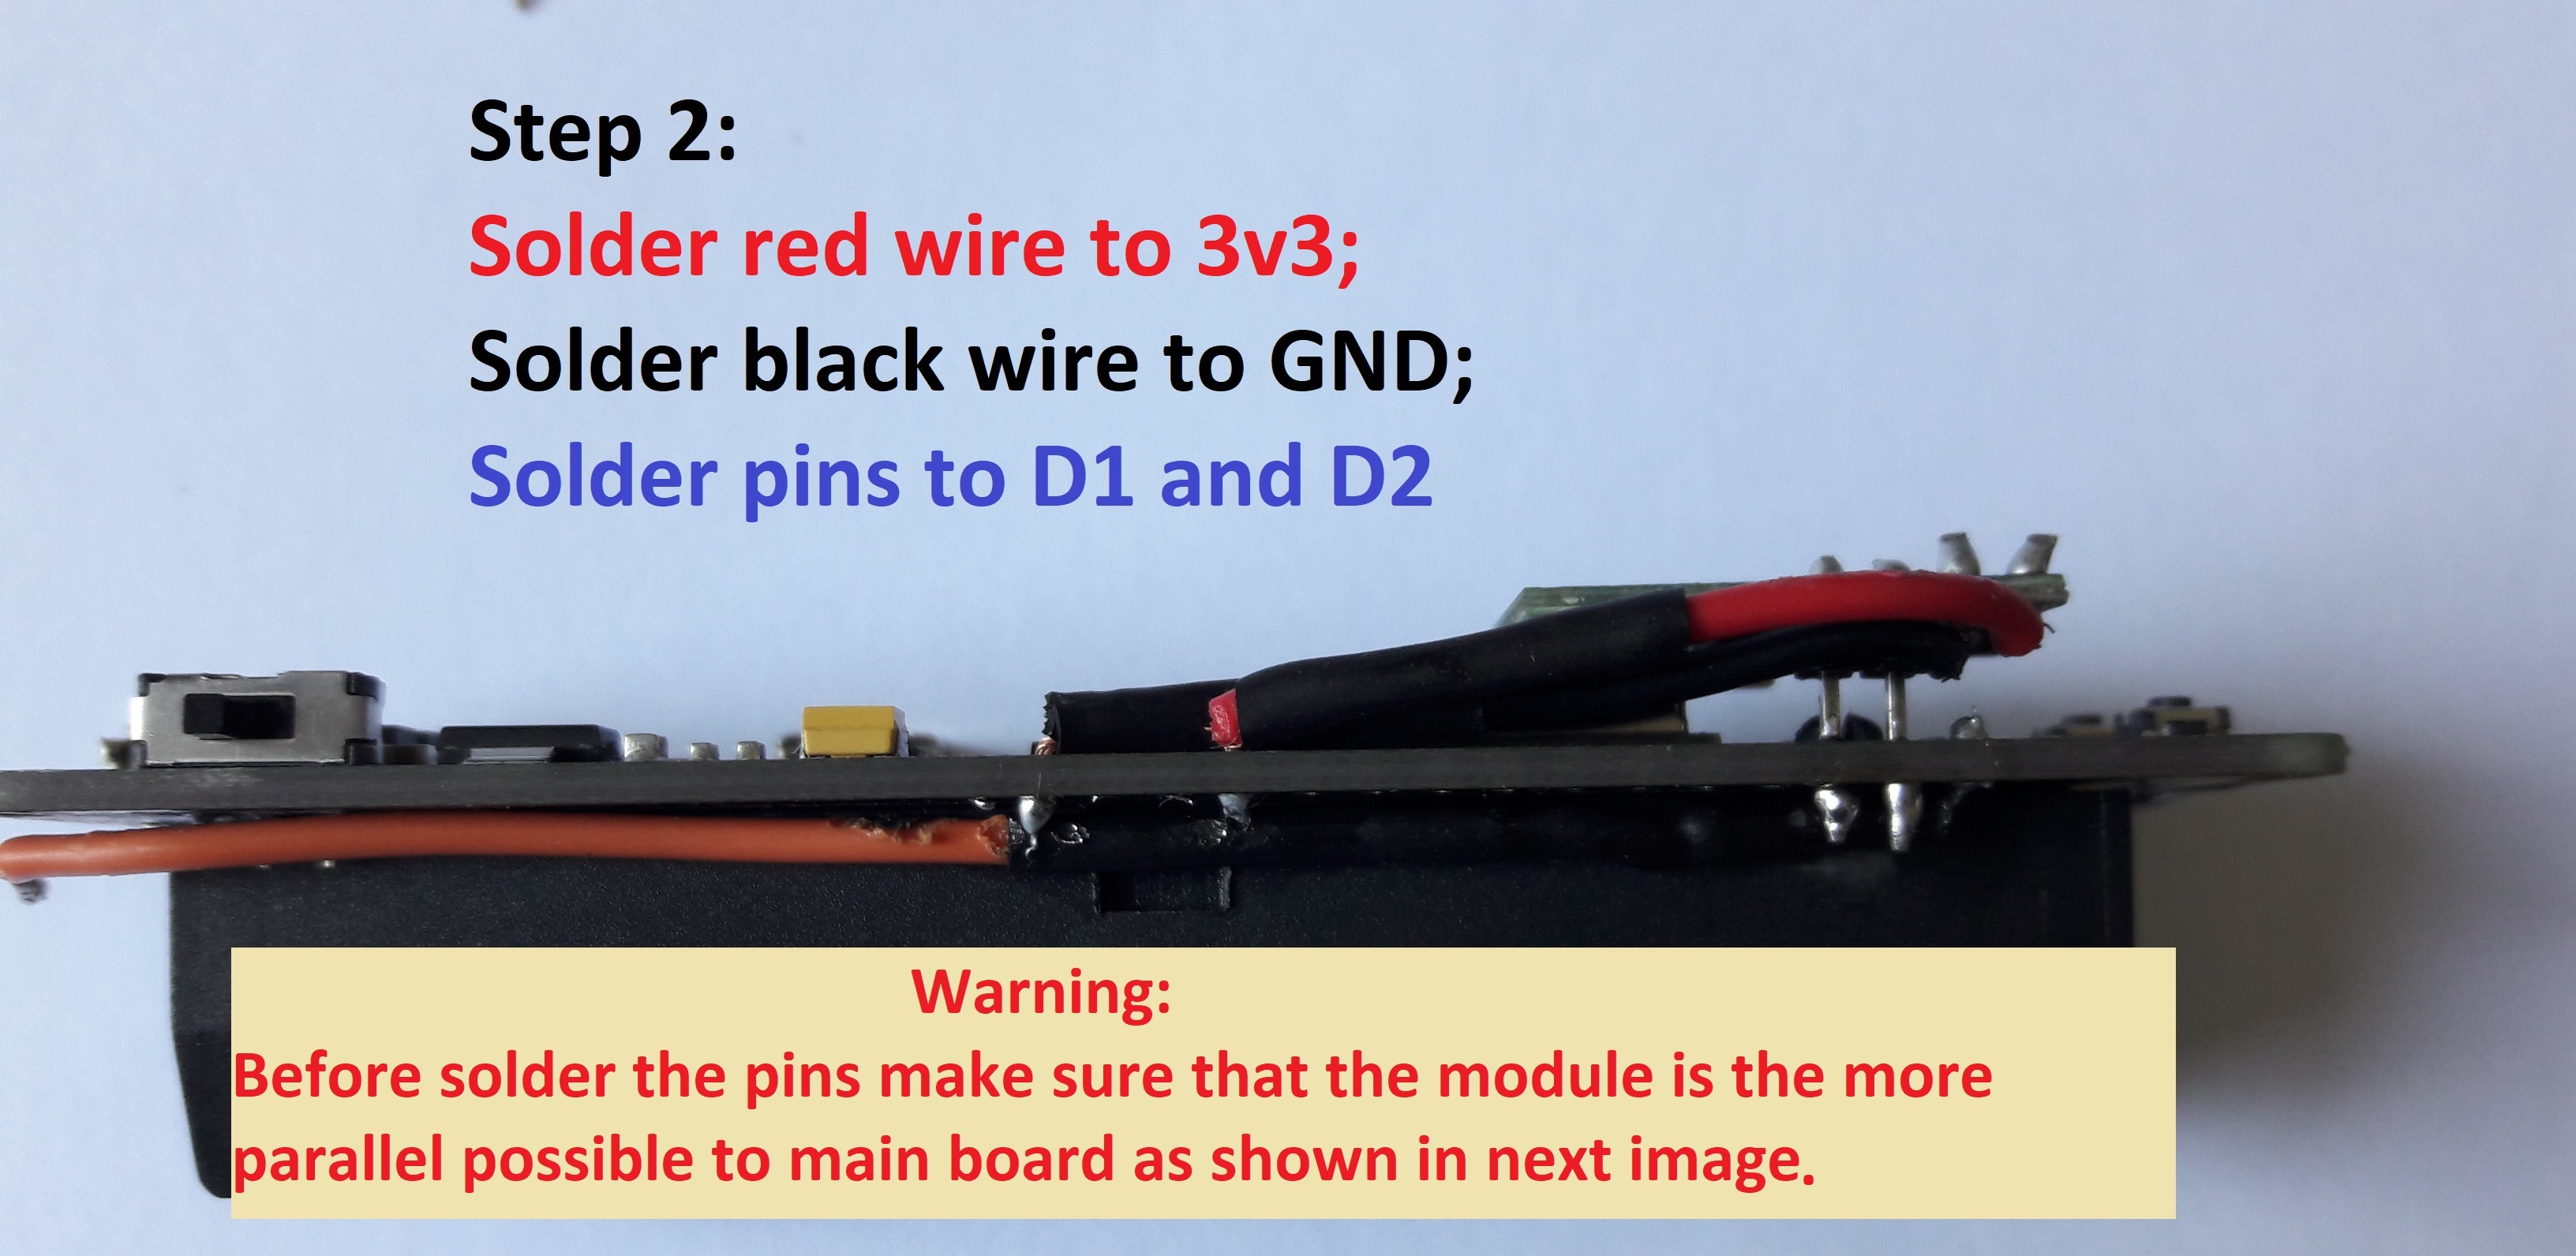 Step 2:
Solder red wire to 3v3;
Solder black wire to GND;
Solder pins to D1 and D2
Warning:
Before solder the pins make sure that the module is the more
parallel possible to main board as shown in next image.